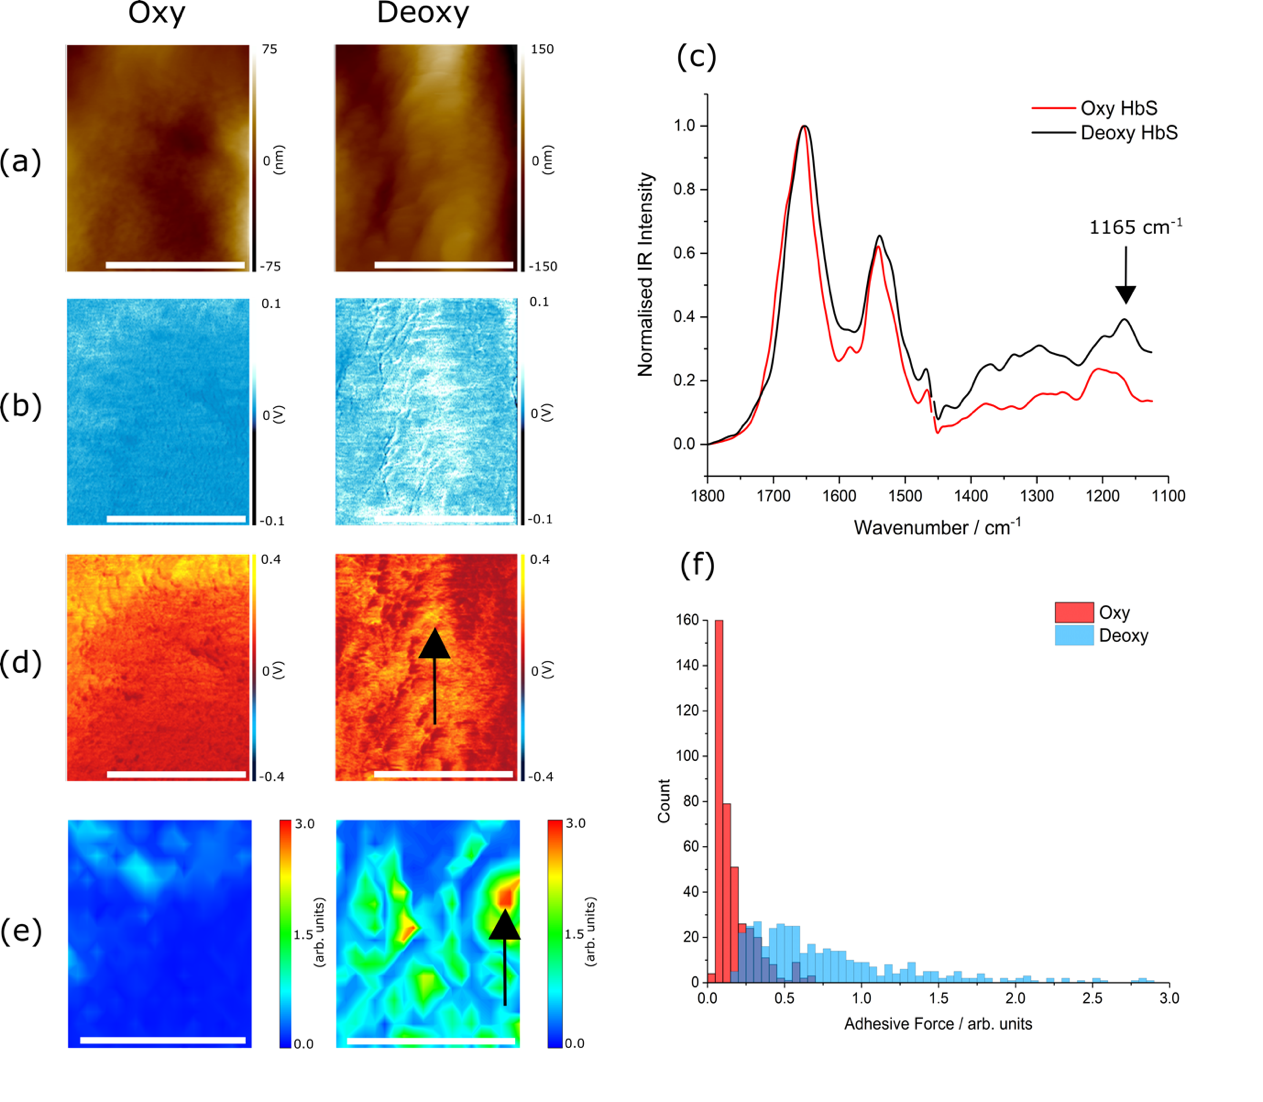 Oxy
Deoxy
(a)
75
0
(nm)
-75
150
0
(nm)
-150
(b)
0.1
0
(V)
-0.1
0.1
0
(V)
-0.1
(d)
0.4
0
(V)
-0.4
0.4
0
(V)
-0.4
(e)
3.0
1.5
(arb. units)
0.0
3.0
1.5
(arb. units)
0.0
(c)
Oxy HbS
Deoxy HbS
1165 cm⁻¹
Normalised IR Intensity
1.0
0.8
0.6
0.4
0.2
0.0
1800 1700 1600 1500 1400 1300 1200 1100
Wavenumber / cm⁻¹
(f)
Oxy
Deoxy
Count
160
140
120
100
80
60
40
20
0
0.0 0.5 1.0 1.5 2.0 2.5 3.0
Adhesive Force / arb. units